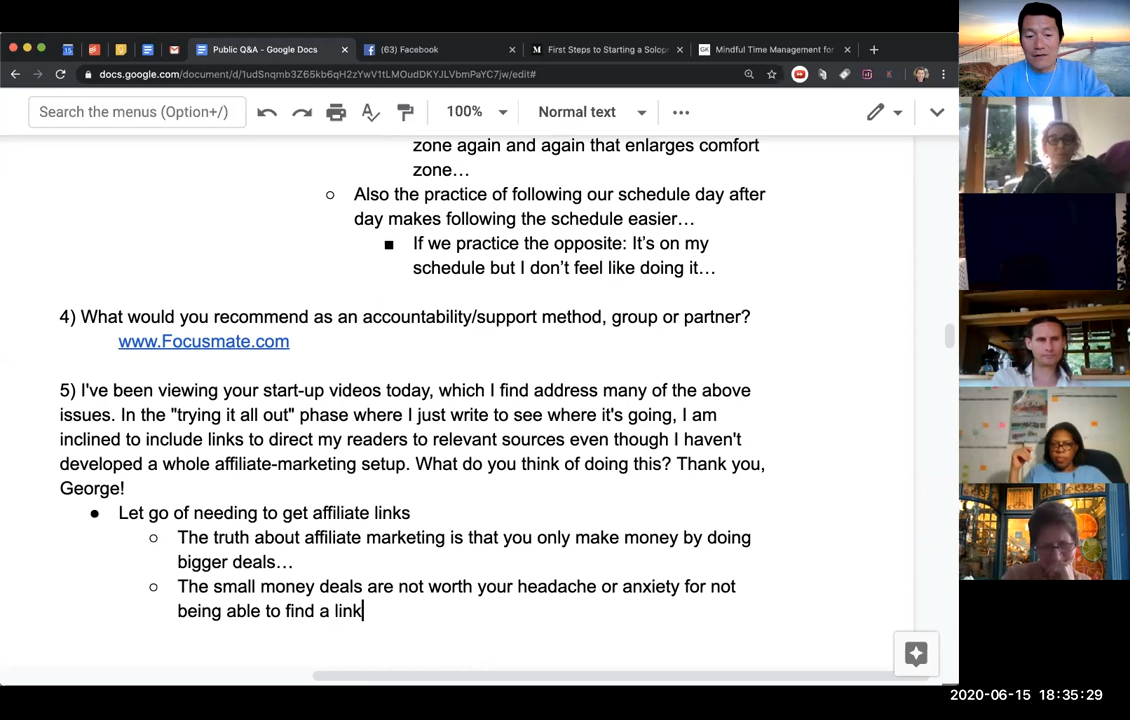 Public Q&A - Google Docs
(63) Facebook
First Steps to Starting a Solop
Mindful Time Management for
docs.google.com/document/d/1udSnqmb3Z65kb6qH2zYwV1tLMOudDKYJLVbmPaYC7jw/edit#
Search the menus (Option+/)
100%
Normal text
zone again and again that enlarges comfort
zone…
Also the practice of following our schedule day after
day makes following the schedule easier…
If we practice the opposite: It’s on my
schedule but I don’t feel like doing it…
4) What would you recommend as an accountability/support method, group or partner?
www.Focusmate.com
5) I've been viewing your start-up videos today, which I find address many of the above
issues. In the "trying it all out" phase where I just write to see where it's going, I am
inclined to include links to direct my readers to relevant sources even though I haven't
developed a whole affiliate-marketing setup. What do you think of doing this? Thank you,
George!
Let go of needing to get affiliate links
The truth about affiliate marketing is that you only make money by doing
bigger deals…
The small money deals are not worth your headache or anxiety for not
being able to find a link
2020-06-15 18:35:29